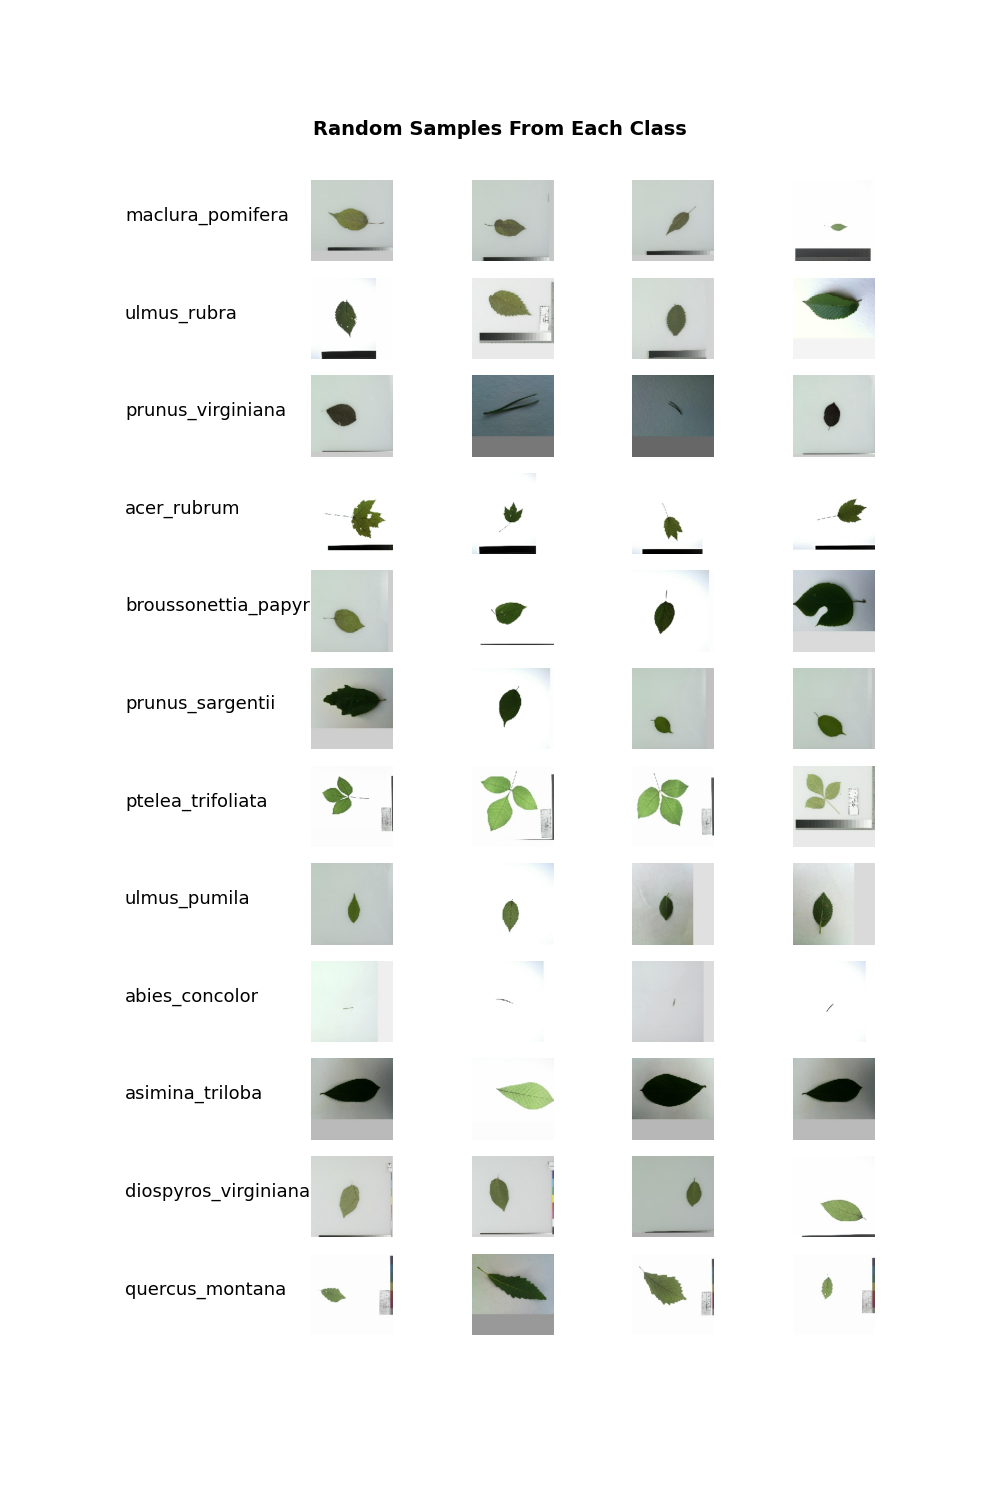 Random Samples From Each Class
maclura_pomifera
ulmus_rubra
prunus_virginiana
acer_rubrum
broussonettia_papyr
prunus_sargentii
ptelea_trifoliata
ulmus_pumila
abies_concolor
asimina_triloba
diospyros_virginiana
quercus_montana